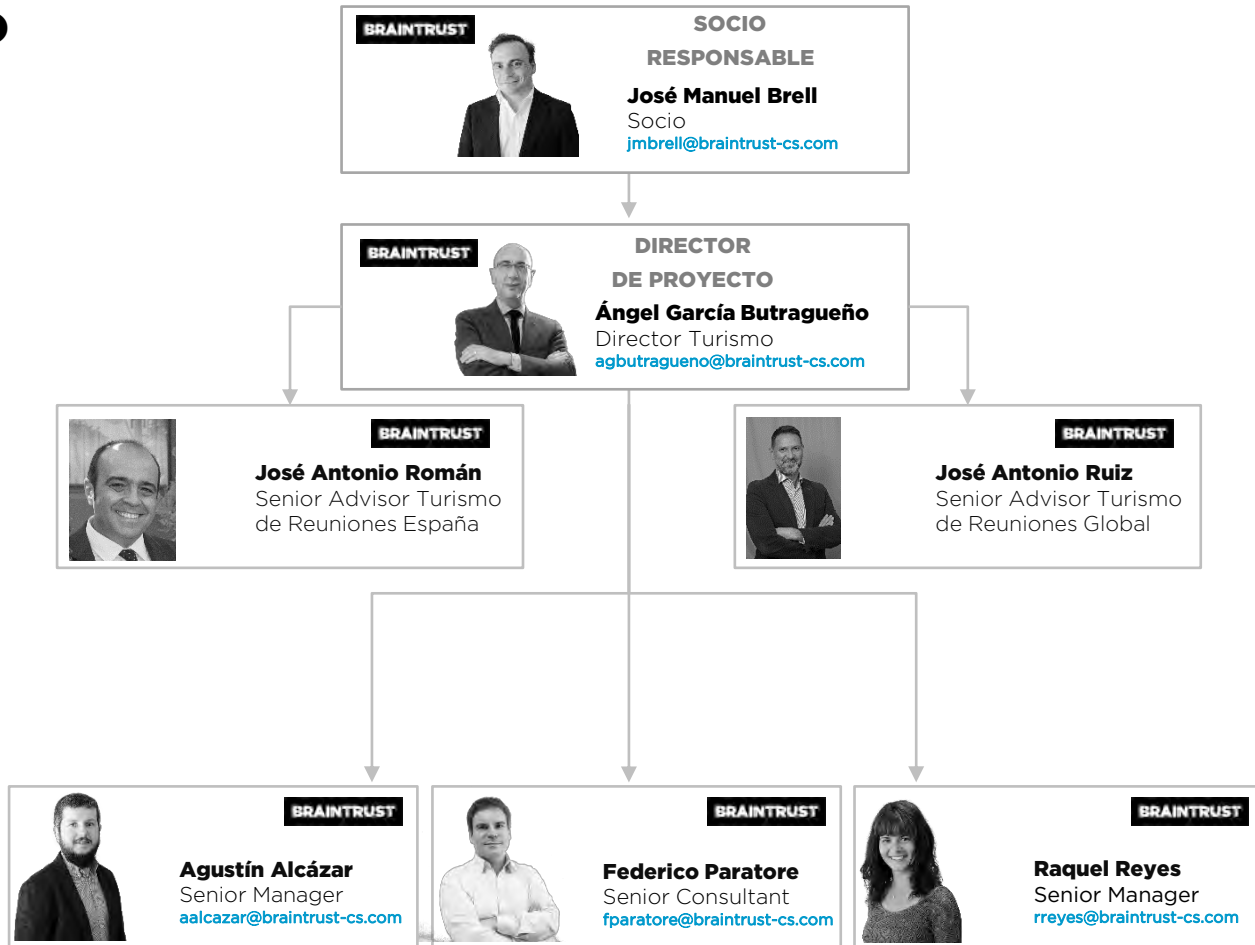 BRAINTRUST
SOCIO
RESPONSABLE
José Manuel Brell
Socio
jmbrell@braintrust-cs.com
BRAINTRUST
DIRECTOR
DE PROYECTO
Ángel García Butragueño
Director Turismo
agbutragueno@braintrust-cs.com
BRAINTRUST
José Antonio Román
Senior Advisor Turismo
de Reuniones España
BRAINTRUST
José Antonio Ruiz
Senior Advisor Turismo
de Reuniones Global
BRAINTRUST
Agustín Alcázar
Senior Manager
aalcazar@braintrust-cs.com
BRAINTRUST
Federico Paratore
Senior Consultant
fparatore@braintrust-cs.com
BRAINTRUST
Raquel Reyes
Senior Manager
rreyes@braintrust-cs.com